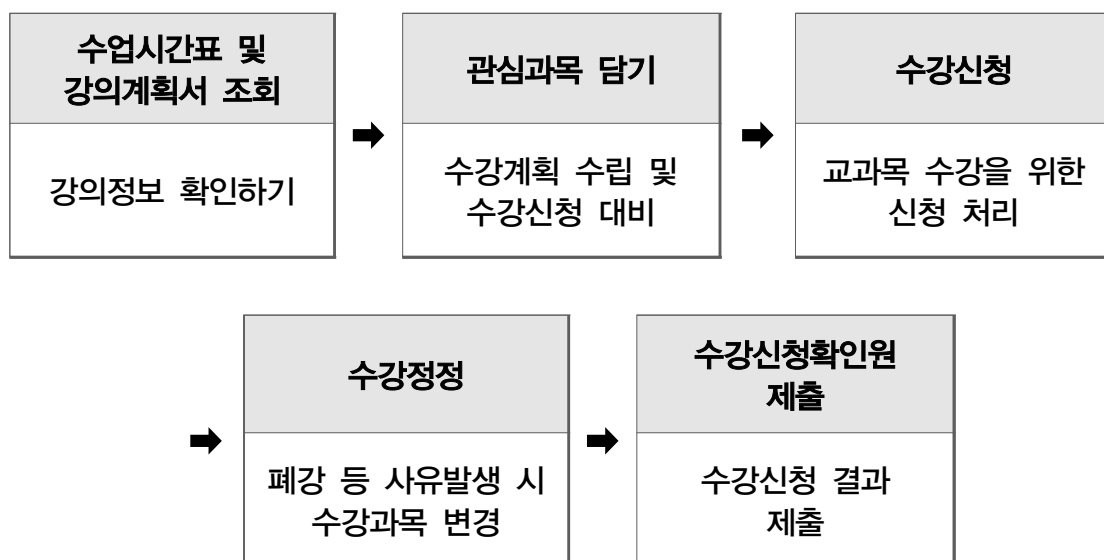 수업시간표 및
강의계획서 조회
강의정보 확인하기
관심과목 담기
수강계획 수립 및
수강신청 대비
수강신청
교과목 수강을 위한
신청 처리
수강정정
폐강 등 사유발생 시
수강과목 변경
수강신청확인원
제출
수강신청 결과
제출